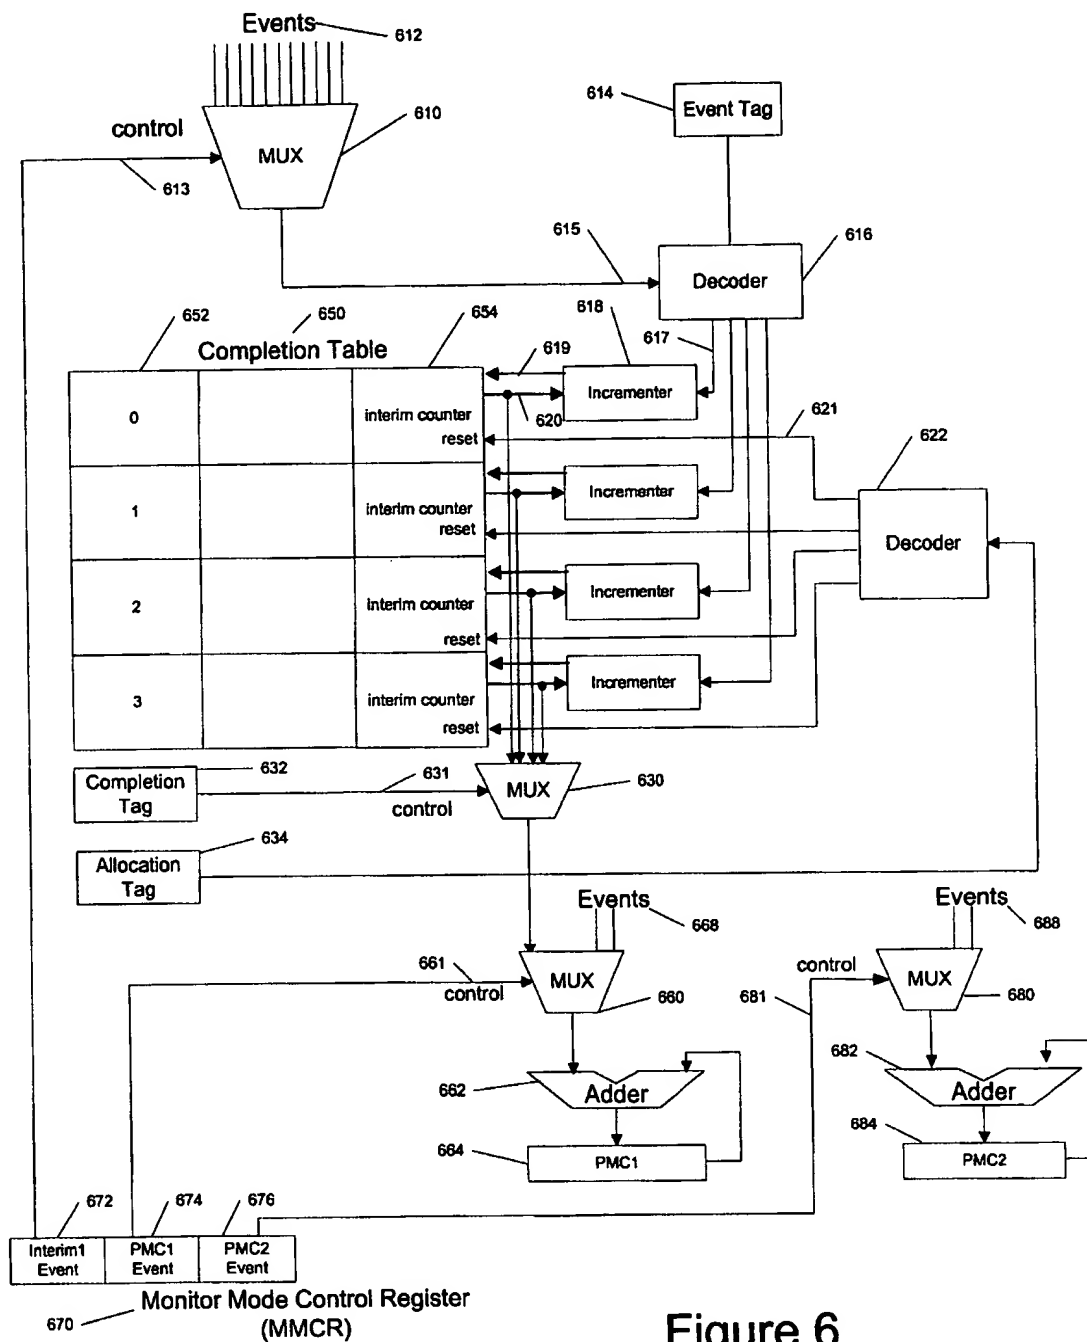 Events
612
614
Event Tag
610
control
MUX
613
615
616
Decoder
652
650
654
618
617
Completion Table
619
Incrementer
0
interim counter
620
621
reset
622
Incrementer
1
interim counter
reset
Decoder
Incrementer
2
interim counter
reset
Incrementer
3
interim counter
reset
632
631
630
Completion
Tag
control
MUX
634
Allocation
Tag
Events
668
Events
688
661
control
MUX
660
control
681
MUX
680
662
Adder
682
Adder
664
PMC1
684
PMC2
672
674
676
Interim1
Event
PMC1
Event
PMC2
Event
Monitor Mode Control Register
(MMCR)
670
Figure 6